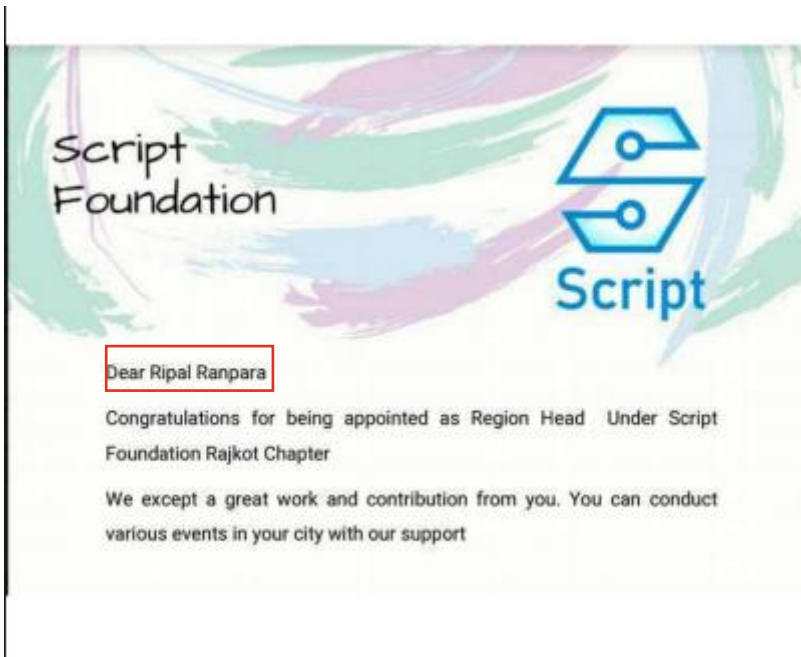 Script
Foundation
Script
Dear Ripal Ranpara
Congratulations for being appointed as Region Head Under Script
Foundation Rajkot Chapter
We except a great work and contribution from you. You can conduct
various events in your city with our support